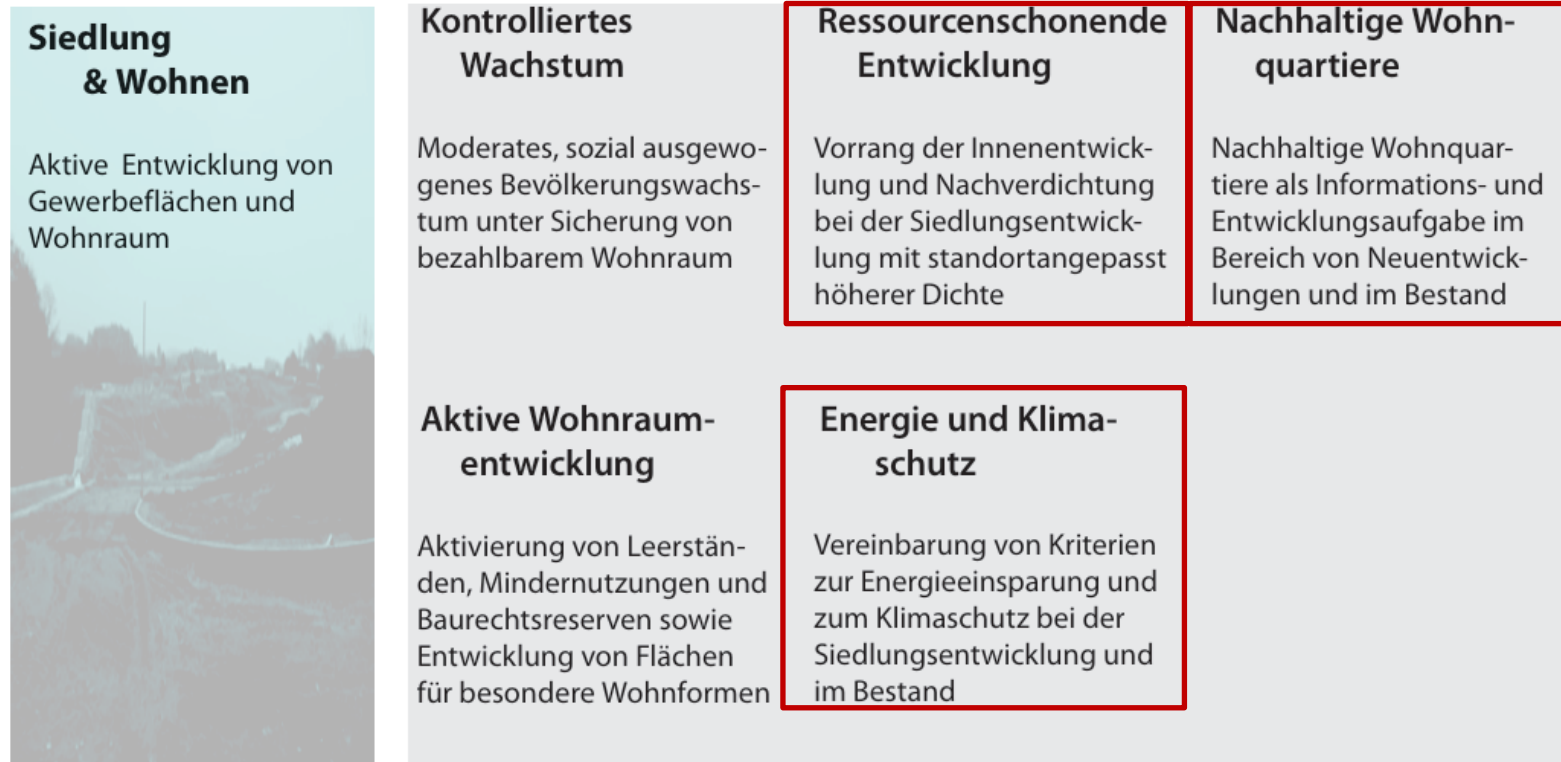 Siedlung
& Wohnen
Aktive Entwicklung von
Gewerbeflächen und
Wohnraum
Kontrolliertes
Wachstum
Moderates, sozial ausgewo-
genes Bevölkerungswachs-
tum unter Sicherung von
bezahlbarem Wohnraum
Ressourcenschonende
Entwicklung
Vorrang der Innenentwick-
lung und Nachverdichtung
bei der Siedlungsentwick-
lung mit standortangepasst
höherer Dichte
Nachhaltige Wohn-
quartiere
Nachhaltige Wohnquar-
tiere als Informations- und
Entwicklungsaufgabe im
Bereich von Neuentwick-
lungen und im Bestand
Aktive Wohnraum-
entwicklung
Aktivierung von Leerstän-
den, Mindernutzungen und
Baurechtsreserven sowie
Entwicklung von Flächen
für besondere Wohnformen
Energie und Klima-
schutz
Vereinbarung von Kriterien
zur Energieeinsparung und
zum Klimaschutz bei der
Siedlungsentwicklung und
im Bestand